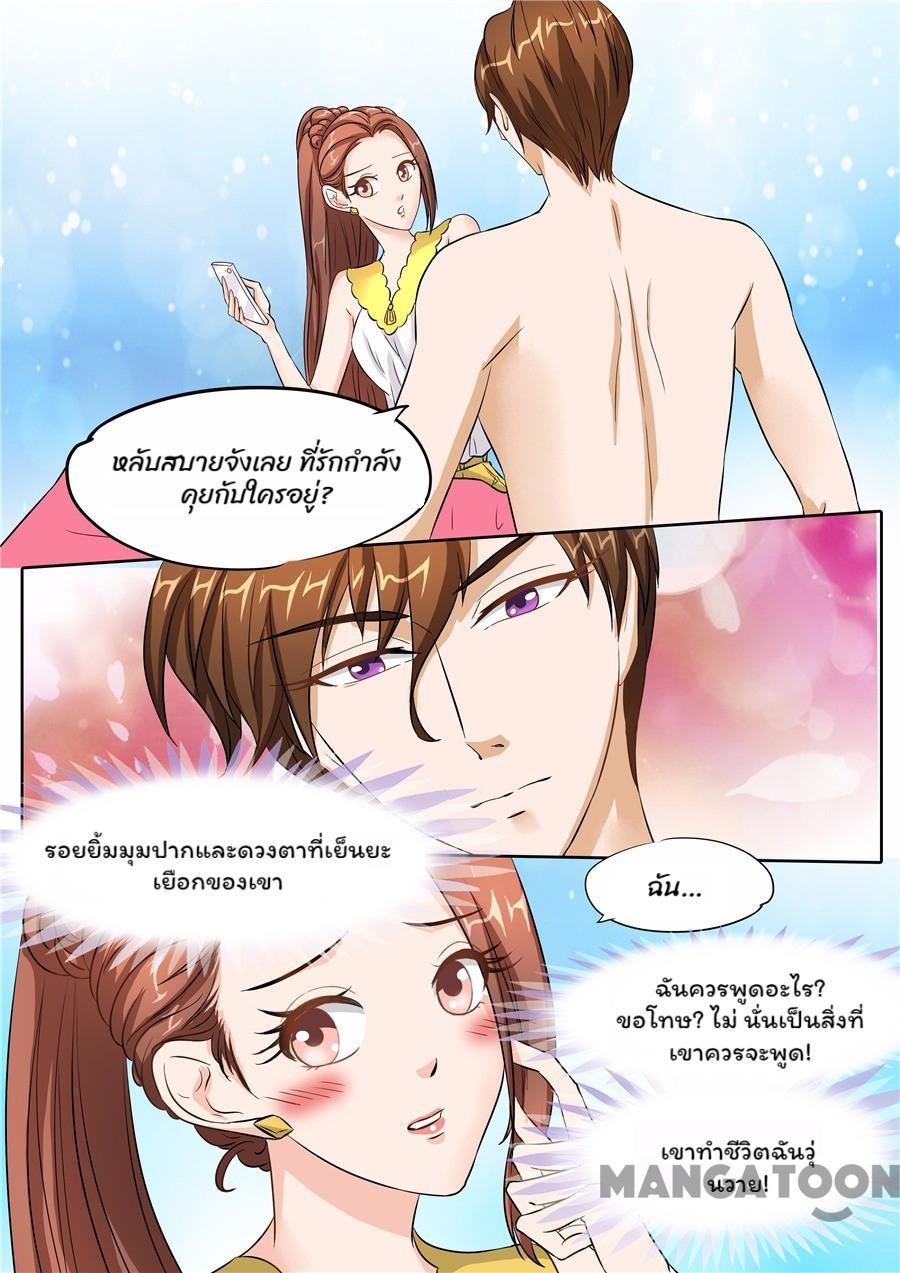 หลับสบายจังเลย ที่รักกำลัง
คุยกับใครอยู่?
รอยยิ้มมุมปากและดวงตาที่เย็นยะ
เยือกของเขา
ฉัน...
ฉันควรพูดอะไร?
ขอโทษ? ไม่ นั่นเป็นสิ่งที่
เขาควรจะพูด!
เขาทำชีวิตฉันวุ่
นวาย!
MANGATOON